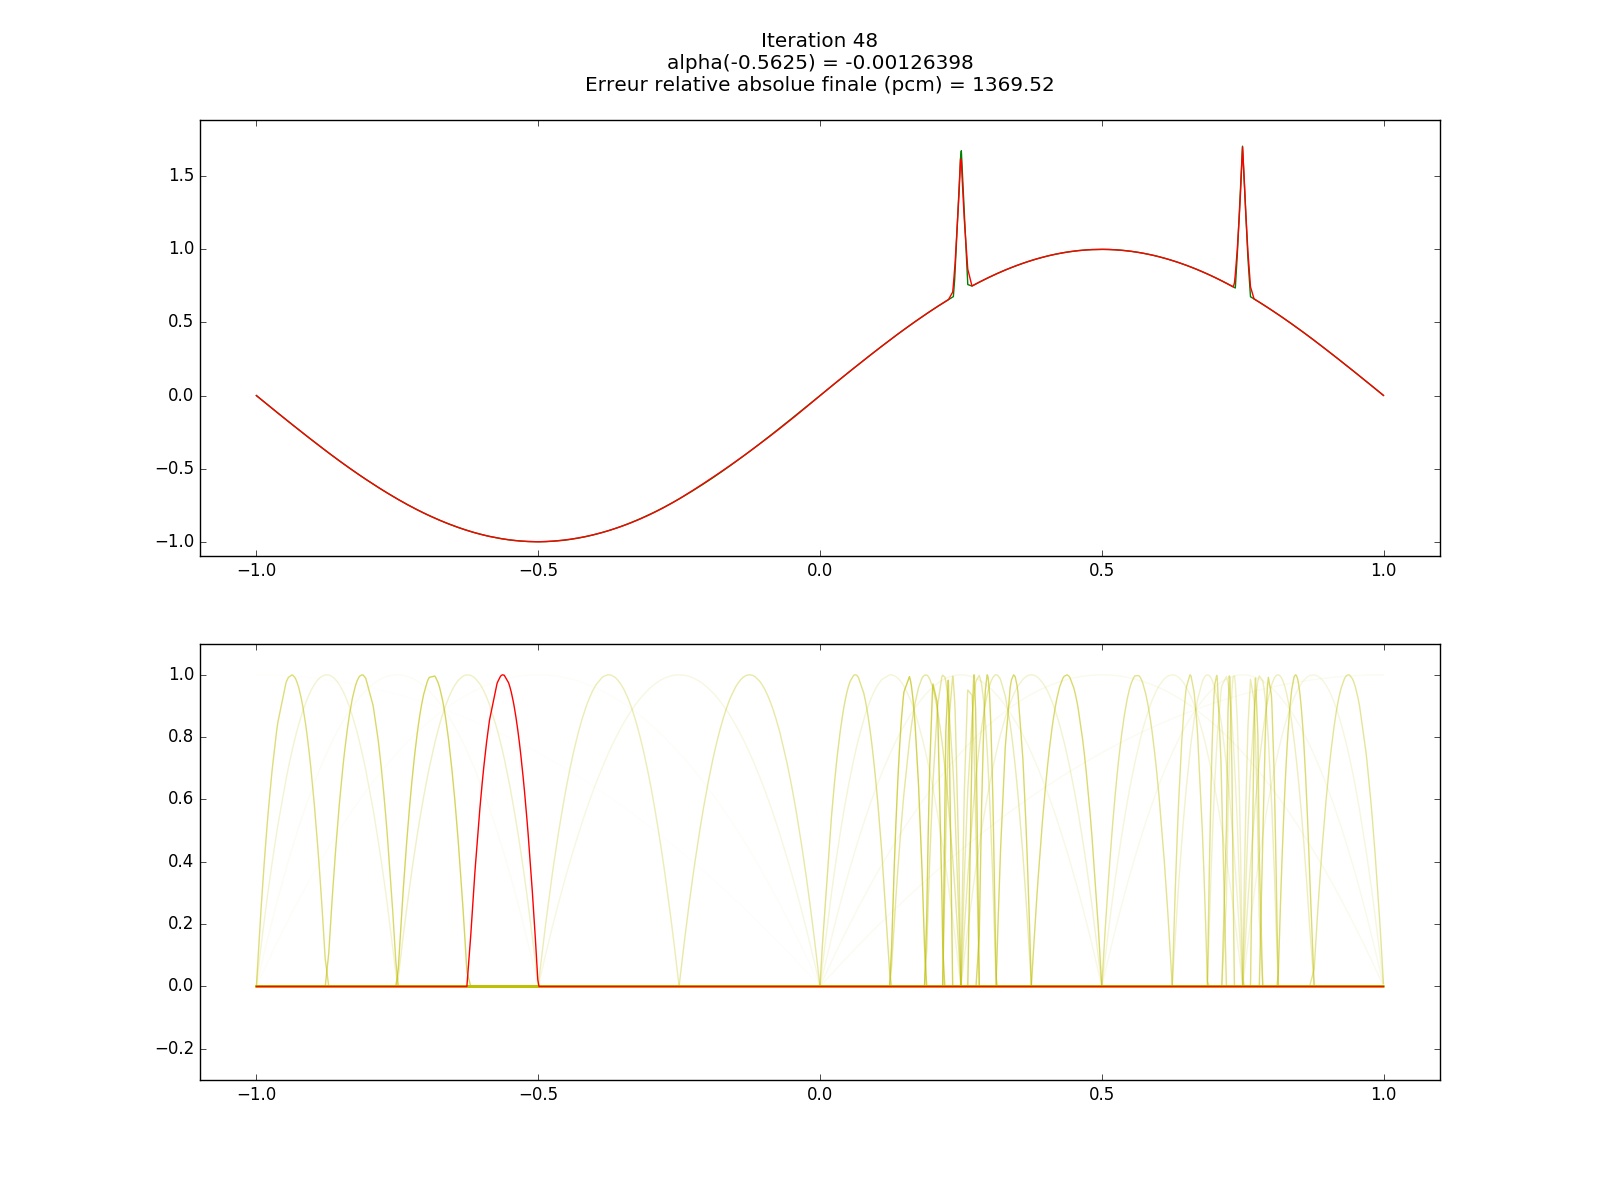 Iteration 48
alpha(-0.5625) = -0.00126398
Erreur relative absolue finale (pcm) = 1369.52
1.5
1.0
0.5
0.0
−0.5
−1.0
−1.0 −0.5 0.0 0.5 1.0
1.0
0.8
0.6
0.4
0.2
0.0
−0.2
−1.0 −0.5 0.0 0.5 1.0